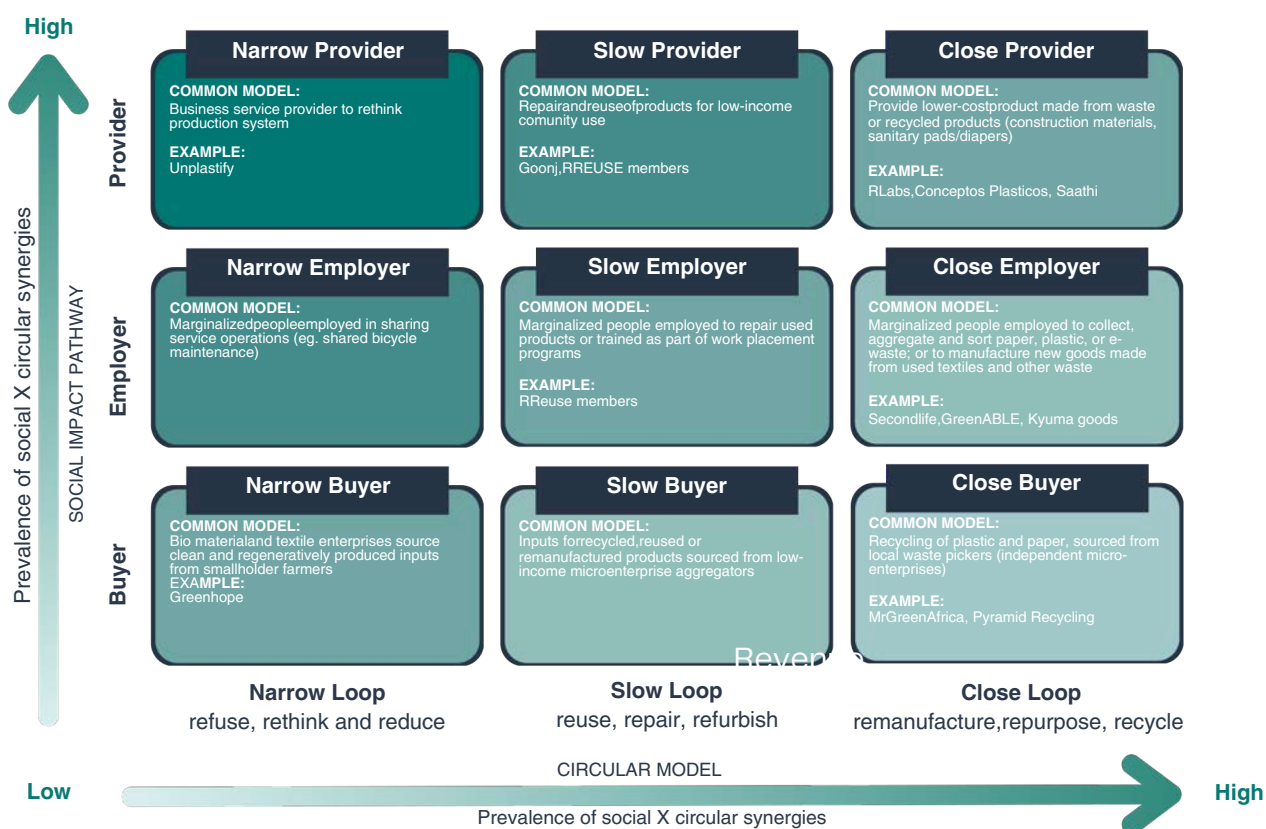 High
Prevalence of social X circular synergies
SOCIAL IMPACT PATHWAY
Provider
Narrow Provider
COMMON MODEL:
Business service provider to rethink
production system
EXAMPLE:
Unplastify
Slow Provider
COMMON MODEL:
Repairandreuseofproducts for low-income
comunity use
EXAMPLE:
Goonj,RREUSE members
Close Provider
COMMON MODEL:
Provide lower-costproduct made from waste
or recycled products (construction materials,
sanitary pads/diapers)
EXAMPLE:
RLabs,Conceptos Plasticos, Saathi
Employer
Narrow Employer
COMMON MODEL:
Marginalizedpeopleemployed in sharing
service operations (eg. shared bicycle
maintenance)
Slow Employer
COMMON MODEL:
Marginalized people employed to repair used
products or trained as part of work placement
programs
EXAMPLE:
RReuse members
Close Employer
COMMON MODEL:
Marginalized people employed to collect,
aggregate and sort paper, plastic, or e-
waste; or to manufacture new goods made
from used textiles and other waste
EXAMPLE:
Secondlife,GreenABLE, Kyuma goods
Buyer
Narrow Buyer
COMMON MODEL:
Bio materialand textile enterprises source
clean and regeneratively produced inputs
from smallholder farmers
EXAMPLE:
Greenhope
Slow Buyer
COMMON MODEL:
Inputs forrecycled,reused or
remanufactured products sourced from low-
income microenterprise aggregators
Close Buyer
COMMON MODEL:
Recycling of plastic and paper, sourced from
local waste pickers (independent micro-
enterprises)
EXAMPLE:
MrGreenAfrica, Pyramid Recycling
Revenue
Narrow Loop
refuse, rethink and reduce
Slow Loop
reuse, repair, refurbish
Close Loop
remanufacture,repurpose, recycle
CIRCULAR MODEL
Low
High
Prevalence of social X circular synergies